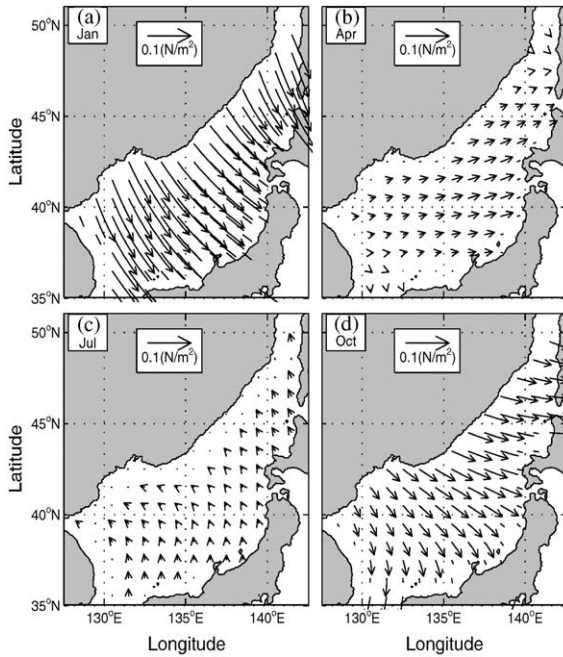 (a)
Jan
0.1(N/m²)
(b)
Apr
0.1(N/m²)
50°N
45°N
40°N
35°N
Latitude
(c)
Jul
0.1(N/m²)
(d)
Oct
0.1(N/m²)
50°N
45°N
40°N
35°N
Latitude
130°E
135°E
140°E
130°E
135°E
140°E
Longitude
Longitude